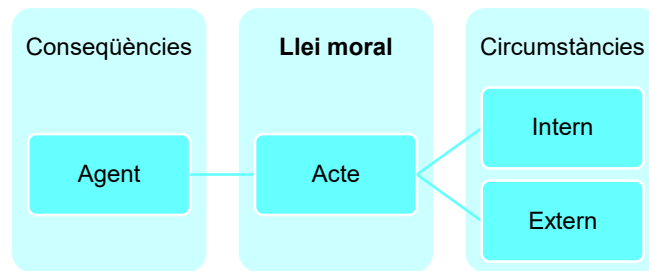 Conseqüències
Llei moral
Circumstàncies
Agent
Acte
Intern
Extern